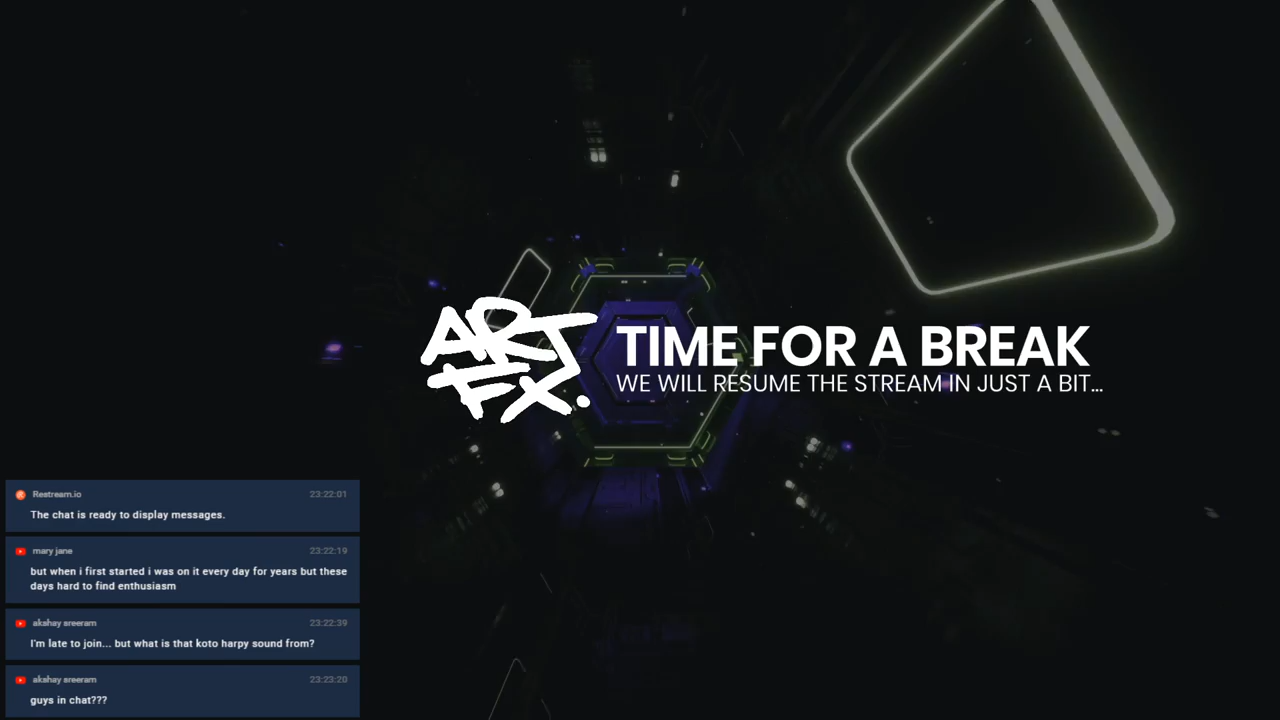 ART
FX.
TIME FOR A BREAK
WE WILL RESUME THE STREAM IN JUST A BIT...
Restream.io 23:22:01
The chat is ready to display messages.
mary jane 23:22:19
but when i first started i was on it every day for years but these
days hard to find enthusiasm
akshay sreeram 23:22:39
I'm late to join... but what is that koto harpy sound from?
akshay sreeram 23:23:20
guys in chat???